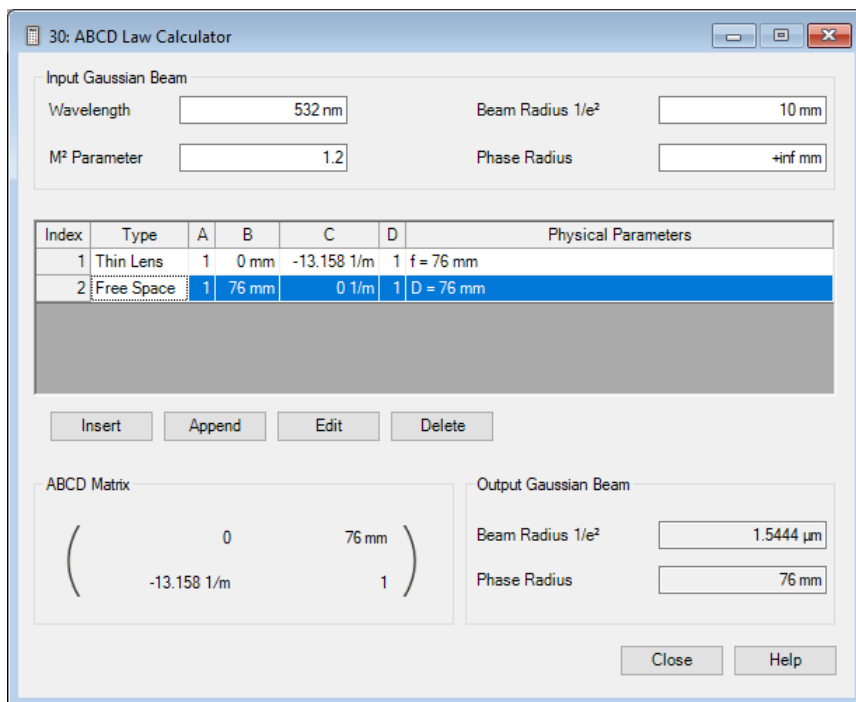 30: ABCD Law Calculator
Input Gaussian Beam
Wavelength 532 nm Beam Radius 1/e² 10 mm
M² Parameter 1.2 Phase Radius +inf mm
Index Type A B C D Physical Parameters
1 Thin Lens 1 0 mm -13.158 1/m 1 f = 76 mm
2 Free Space 1 76 mm 0 1/m 1 D = 76 mm
Insert Append Edit Delete
ABCD Matrix
0 76 mm
-13.158 1/m 1
Output Gaussian Beam
Beam Radius 1/e² 1.5444 µm
Phase Radius 76 mm
Close Help